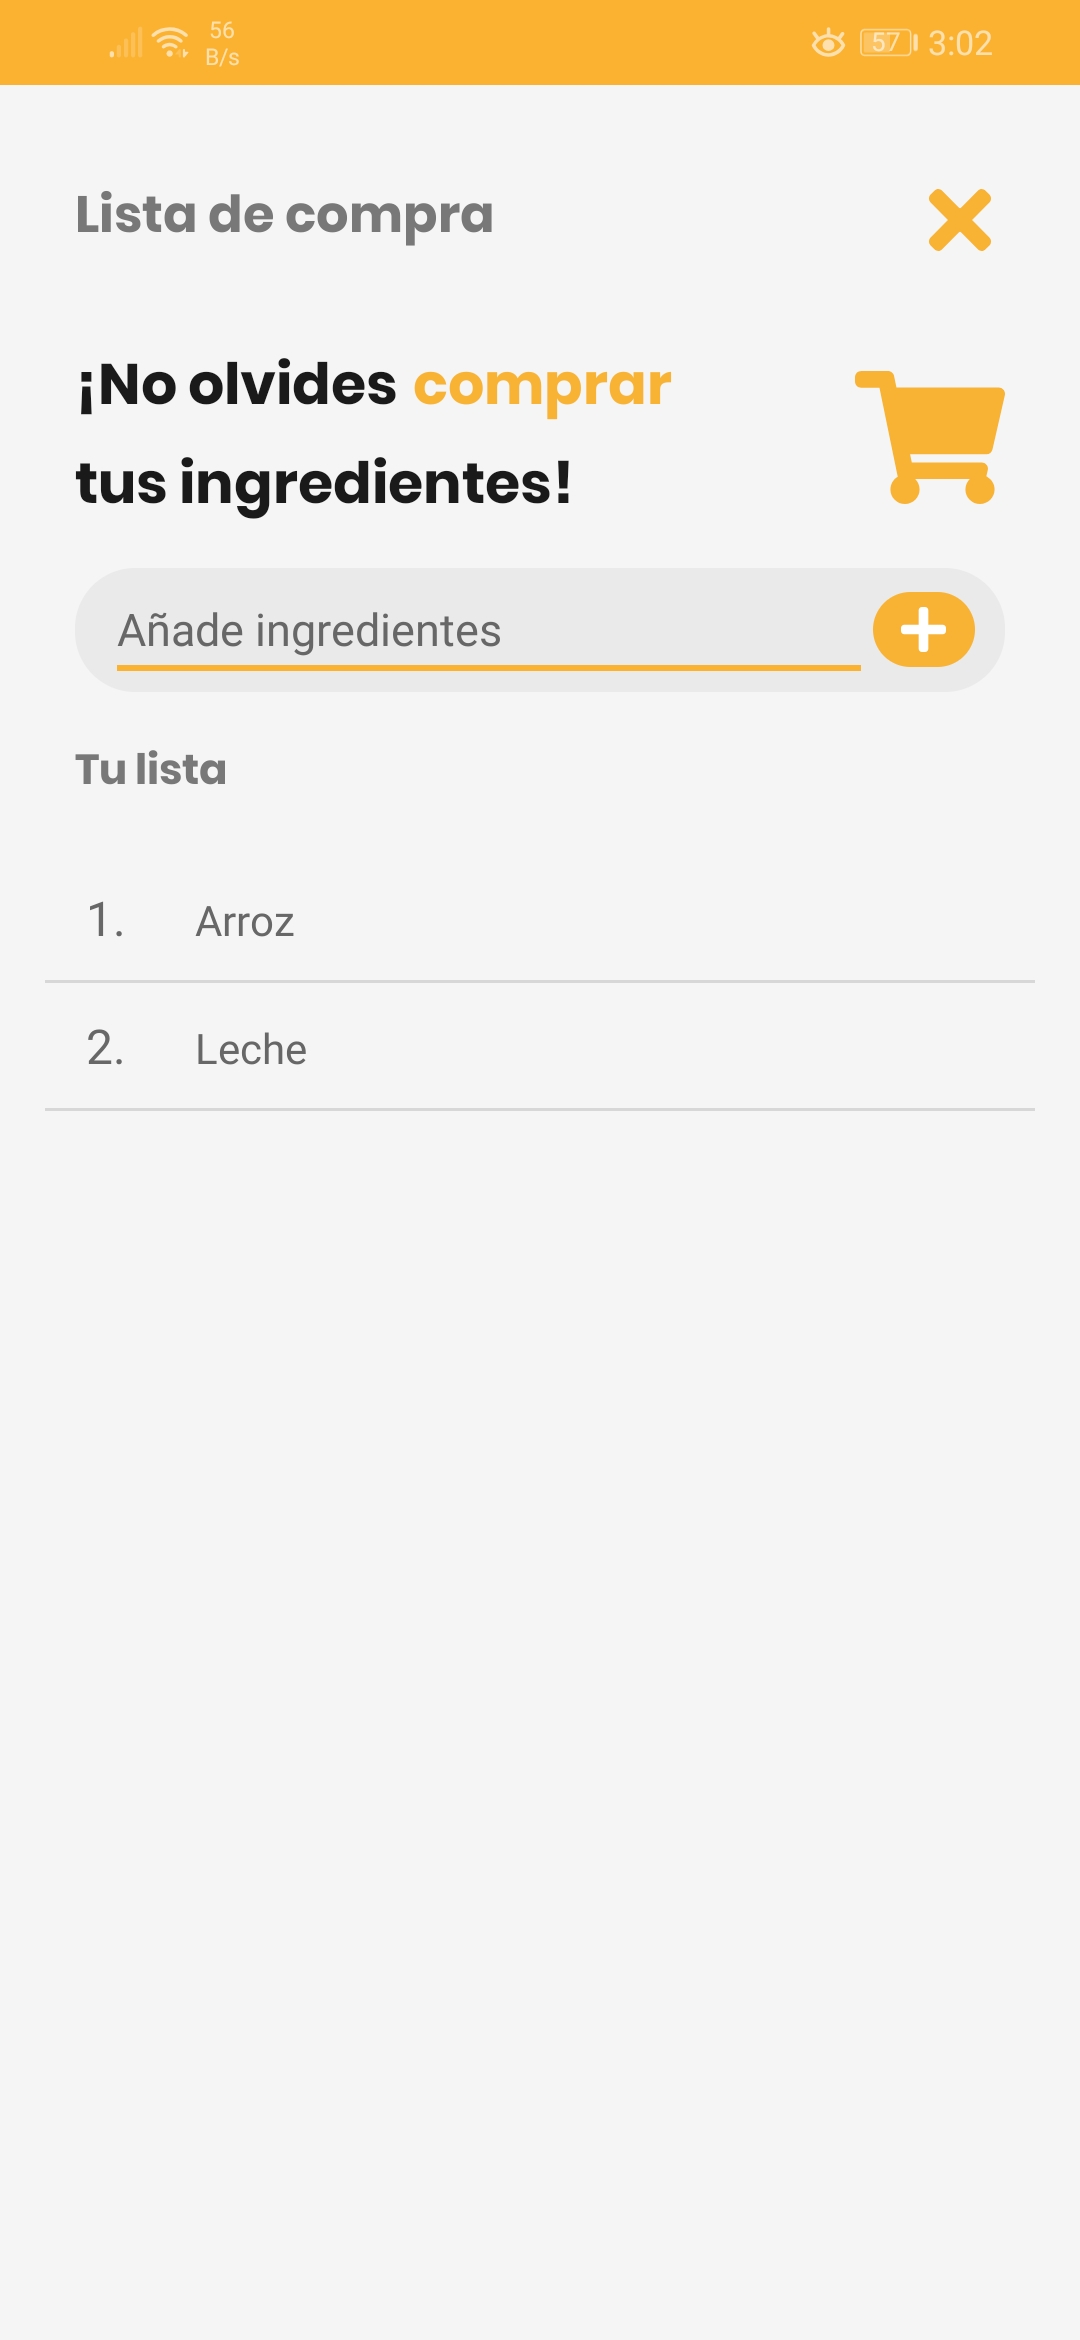 56
B/s
57 3:02
Lista de compra
¡No olvides comprar
tus ingredientes!
Añade ingredientes
Tu lista
1. Arroz
2. Leche